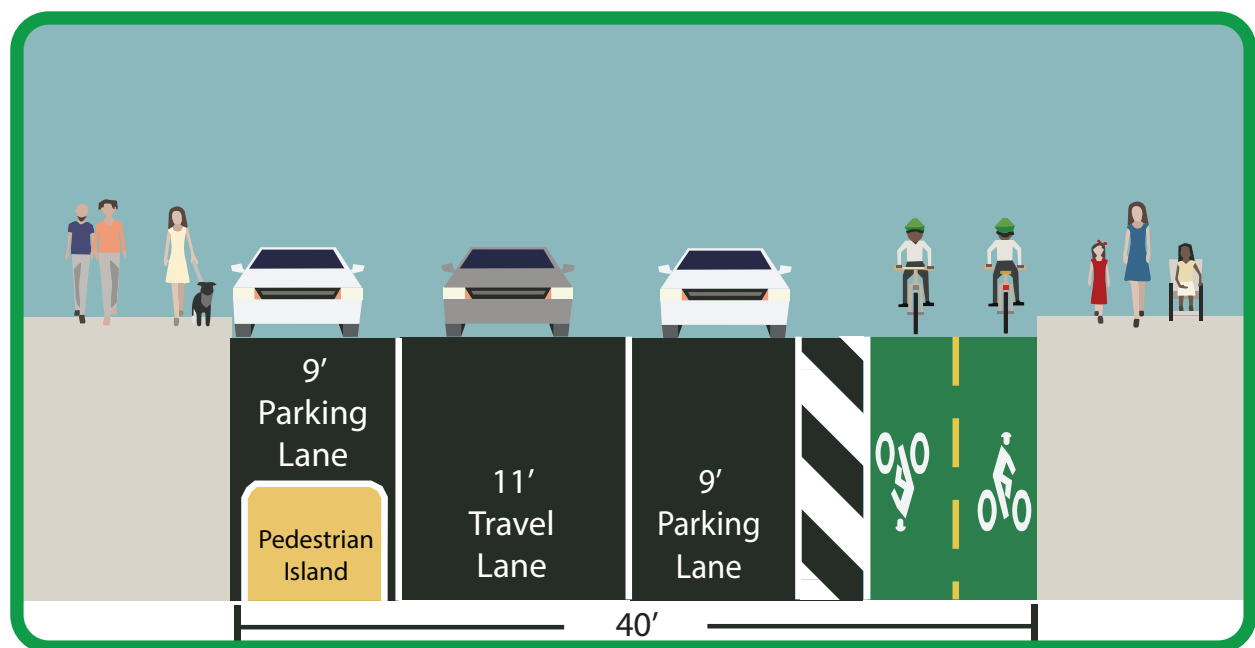 9’
Parking
Lane
Pedestrian
Island
11’
Travel
Lane
9’
Parking
Lane
40’